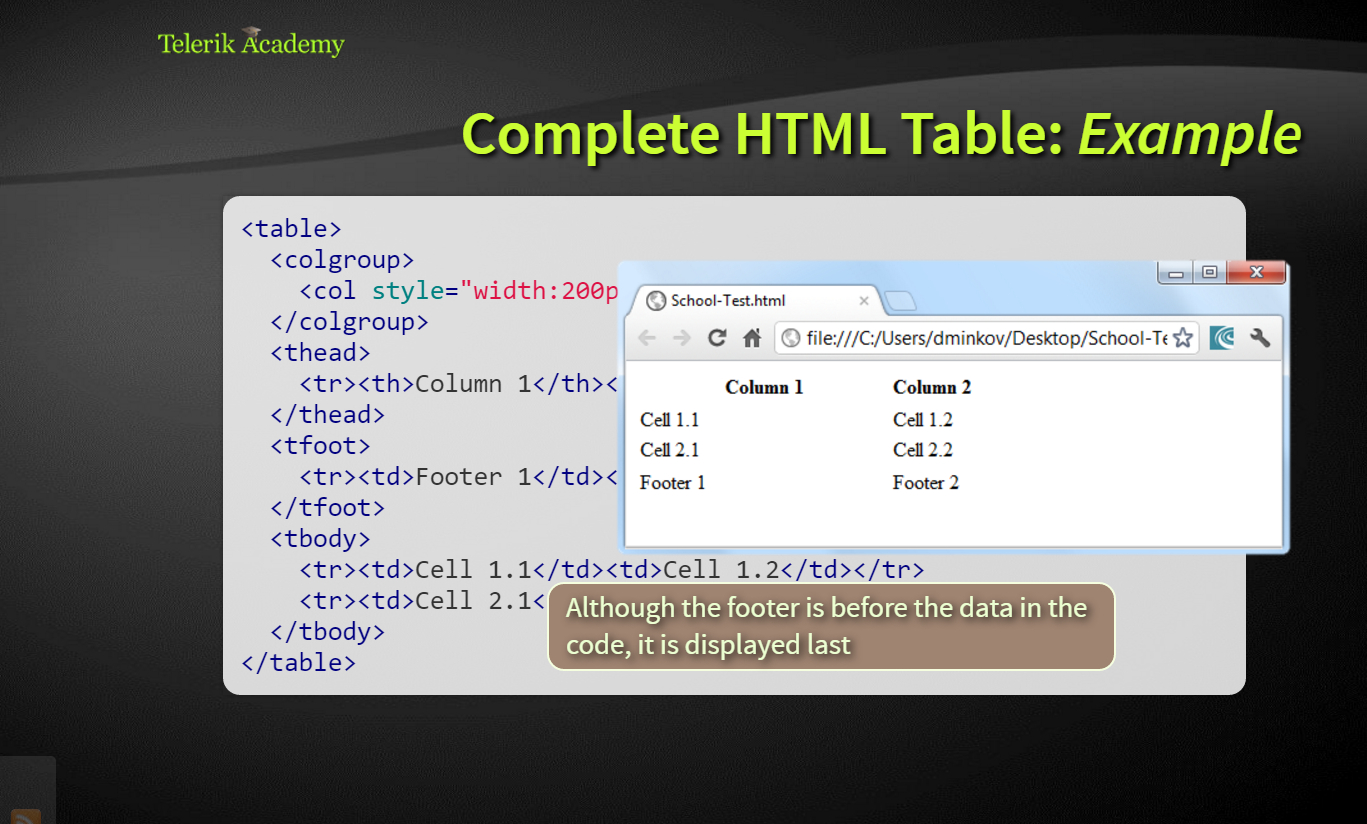 Telerik Academy
Complete HTML Table: Example
<table>
<colgroup>
<col style="width:200p
</colgroup>
<thead>
<tr><th>Column 1</th><
</thead>
<tfoot>
<tr><td>Footer 1</td><
</tfoot>
<tbody>
<tr><td>Cell 1.1</td><td>Cell 1.2</td></tr>
<tr><td>Cell 2.1<
</tbody>
</table>
School-Test.html
file:///C:/Users/dminkov/Desktop/School-Te
Column 1 Column 2
Cell 1.1 Cell 1.2
Cell 2.1 Cell 2.2
Footer 1 Footer 2
Although the footer is before the data in the
code, it is displayed last